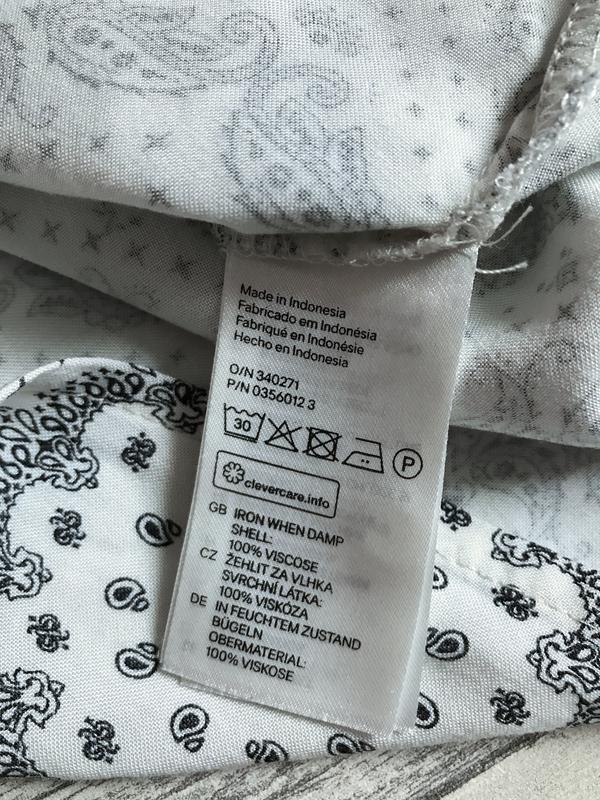 Made in Indonesia
Fabricado em Indonésia
Fabriqué en Indonésie
Hecho en Indonesia
O/N 340271
P/N 0356012 3
30
P
clevercare.info
GB IRON WHEN DAMP
SHELL:
100% VISCOSE
CZ ŽEHLIT ZA VLHKA
SVRCHNÍ LÁTKA:
100% VISKÓZA
DE IN FEUCHTEM ZUSTAND
BÜGELN
OBERMATERIAL:
100% VISKOSE